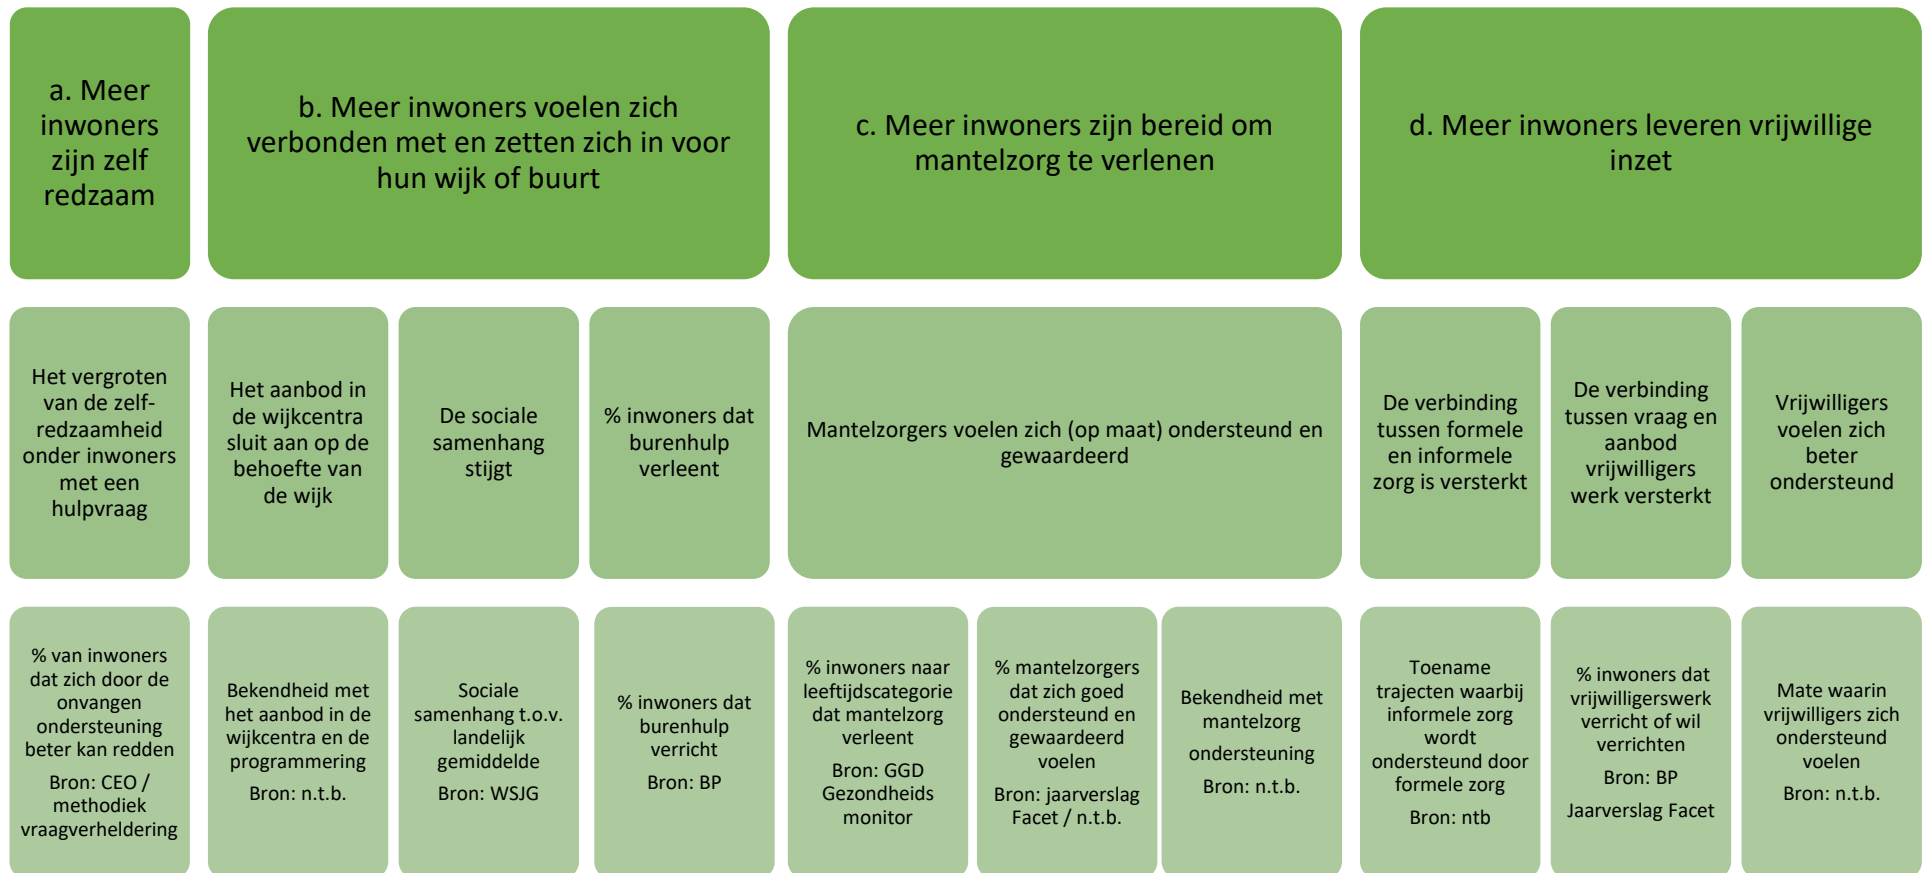 a. Meer
inwoners
zijn zelf
redzaam
b. Meer inwoners voelen zich
verbonden met en zetten zich in voor
hun wijk of buurt
c. Meer inwoners zijn bereid om
mantelzorg te verlenen
d. Meer inwoners leveren vrijwillige
inzet
Het vergroten
van de zelf-
redzaamheid
onder inwoners
met een
hulpvraag
Het aanbod in
de wijkcentra
sluit aan op de
behoefte van
de wijk
De sociale
samenhang
stijgt
% inwoners dat
burenhulp
verleent
Mantelzorgers voelen zich (op maat) ondersteund en
gewaardeerd
De verbinding
tussen formele
en informele
zorg is versterkt
De verbinding
tussen vraag en
aanbod
vrijwilligers
werk versterkt
Vrijwilligers
voelen zich
beter
ondersteund
% van inwoners
dat zich door de
onvangen
ondersteuning
beter kan redden
Bron: CEO /
methodiek
vraagverheldering
Bekendheid met
het aanbod in de
wijkcentra en de
programmering
Bron: n.t.b.
Sociale
samenhang t.o.v.
landelijk
gemiddelde
Bron: WSJG
% inwoners dat
burenhulp
verricht
Bron: BP
% inwoners naar
leeftijdscategorie
dat mantelzorg
verleent
Bron: GGD
Gezondheids
monitor
% mantelzorgers
dat zich goed
ondersteund en
gewaardeerd
voelen
Bron: jaarverslag
Facet / n.t.b.
Bekendheid met
mantelzorg
ondersteuning
Bron: n.t.b.
Toename
trajecten waarbij
informele zorg
wordt
ondersteund door
formele zorg
Bron: ntb
% inwoners dat
vrijwilligerswerk
verricht of wil
verrichten
Bron: BP
Jaarverslag Facet
Mate waarin
vrijwilligers zich
ondersteund
voelen
Bron: n.t.b.